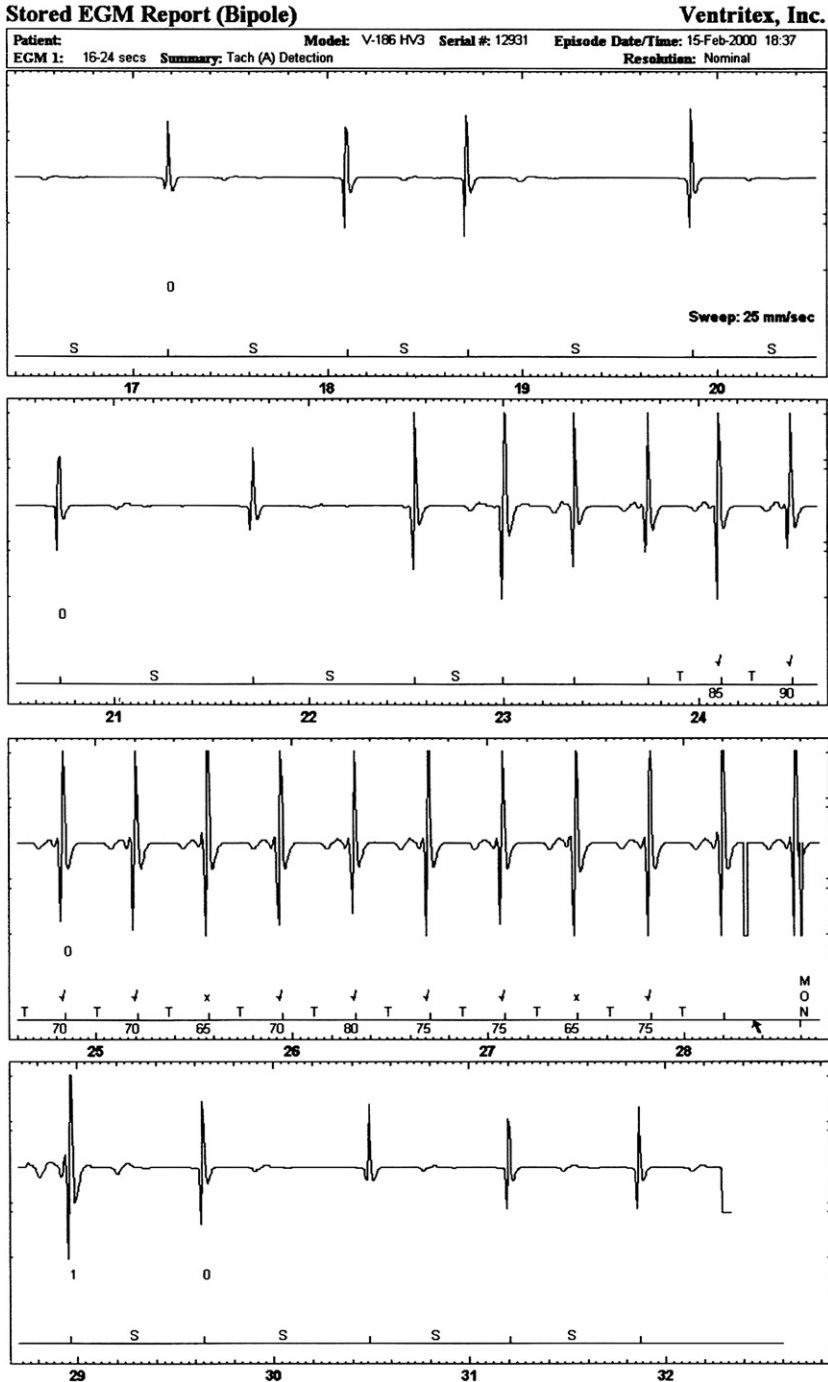 Stored EGM Report (Bipole) Ventritex, Inc.
Patient: Model: V-186 HV3 Serial #: 12931 Episode Date/Time: 15-Feb-2000 18:37
EGM 1: 16-24 secs Summary: Tach (A) Detection Resolution: Nominal
0
Sweep: 25 mm/sec
S S S S S
17 18 19 20
0
√ √
S S S T T
85 90
21 22 23 24
0
√ √ x √ √ √ √ x √
T T T T T T T T T T
MON
70 70 65 70 80 75 75 65 75
25 26 27 28
1 0
S S S S
29 30 31 32